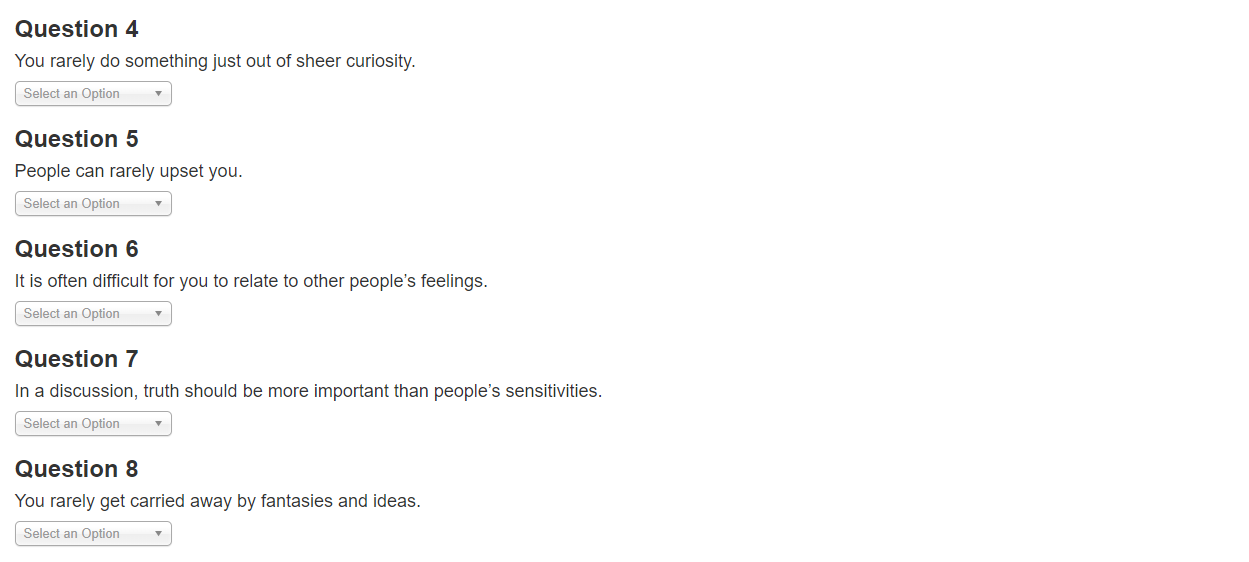 Question 4
You rarely do something just out of sheer curiosity.
Select an Option
Question 5
People can rarely upset you.
Select an Option
Question 6
It is often difficult for you to relate to other people’s feelings.
Select an Option
Question 7
In a discussion, truth should be more important than people’s sensitivities.
Select an Option
Question 8
You rarely get carried away by fantasies and ideas.
Select an Option